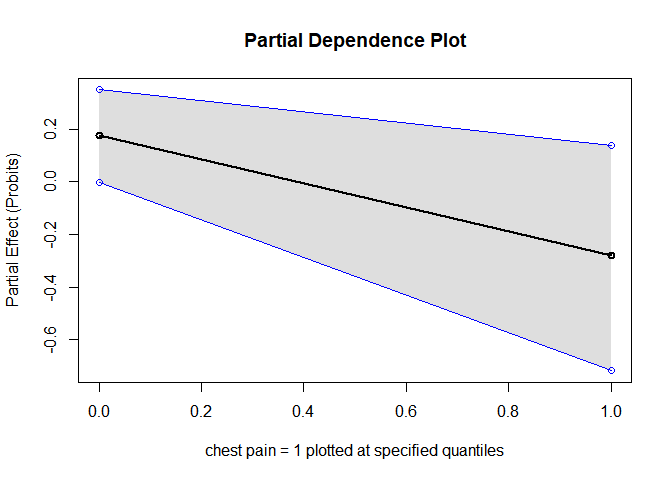 Partial Dependence Plot
Partial Effect (Probits)
0.2
0.0
-0.2
-0.4
-0.6
0.0 0.2 0.4 0.6 0.8 1.0
chest pain = 1 plotted at specified quantiles